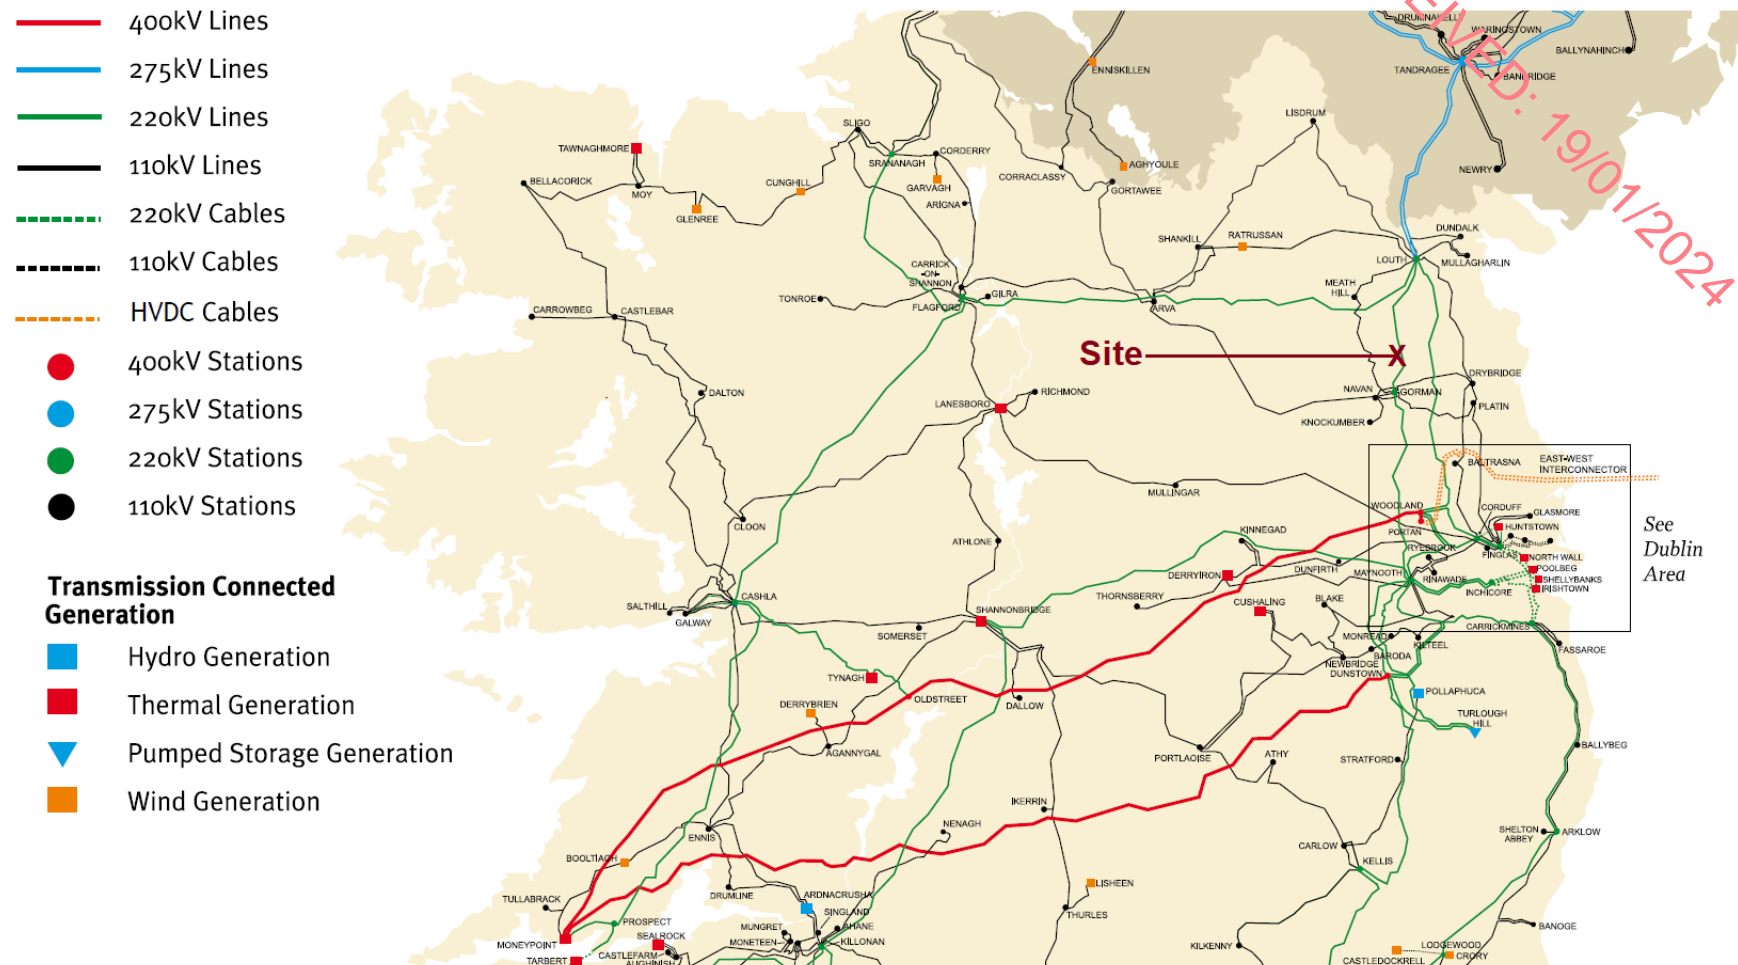 400kV Lines
275kV Lines
220kV Lines
110kV Lines
220kV Cables
110kV Cables
HVDC Cables
400kV Stations
275kV Stations
220kV Stations
110kV Stations
Transmission Connected
Generation
Hydro Generation
Thermal Generation
Pumped Storage Generation
Wind Generation
EIVED: 19/01/2024
WARINGSTOWN
BALLYNAHINCH
TANDRAGEE
BANBRIDGE
ENNISKILLEN
LISDRUM
SLIGO
TAWNAGHMORE
SRANANAGH
CORDERRY
AGHYOULE
NEWRY
BELLACORICK
MOY
CUNGHILL
GARVAGH
CORRACLASSY
GORTAWEE
GLENREE
ARIGNA
SHANKILL
RATRUSSAN
DUNDALK
LOUTH
MULLAGHARLIN
CARRICK
-ON-
SHANNON
MEATH
HILL
TONROE
GILRA
FLAGFORD
ARVA
CARROWBEG
CASTLEBAR
Site
X
DRYBRIDGE
DALTON
LANESBORO
RICHMOND
NAVAN
GORMAN
PLATIN
KNOCKUMBER
BALTRASNA
EAST-WEST
INTERCONNECTOR
MULLINGAR
WOODLAND
CORDUFF
GLASMORE
CLOON
KINNEGAD
PORTAN
HUNTSTOWN
See
Dublin
Area
ATHLONE
RYEBROOK
FINGLAS
NORTH WALL
DERRYIRON
DUNFIRTH
MAYNOOTH
RINAWADE
POOLBEG
SHELLYBANKS
IRISHTOWN
INCHICORE
THORNSBERRY
CASHLA
SALTHILL
GALWAY
SHANNONBRIDGE
CUSHALING
BLAKE
SOMERSET
MONREAD
KILTEEL
CARRICKMINES
FASSAROE
BARODA
NEWBRIDGE
DUNSTOWN
TYNAGH
OLDSTREET
DALLOW
POLLAPHUCA
DERRYBRIEN
TURLOUGH
HILL
AGANNYGAL
PORTLAOISE
ATHY
STRATFORD
BALLYBEG
IKERRIN
ENNIS
NENAGH
SHELTON
ABBEY
ARKLOW
BOOLTIAGH
CARLOW
KELLIS
TULLABRACK
DRUMLINE
ARDNACRUSHA
LISHEEN
SINGLAND
THURLES
PROSPECT
MUNGRET
AHANE
BANOGE
MONEYPOINT
SEALROCK
MONETEEN
KILLONAN
KILKENNY
LODGEWOOD
TARBERT
CASTLEFARM
AUGHINISH
CASTLEDOCKRELL
CRORY